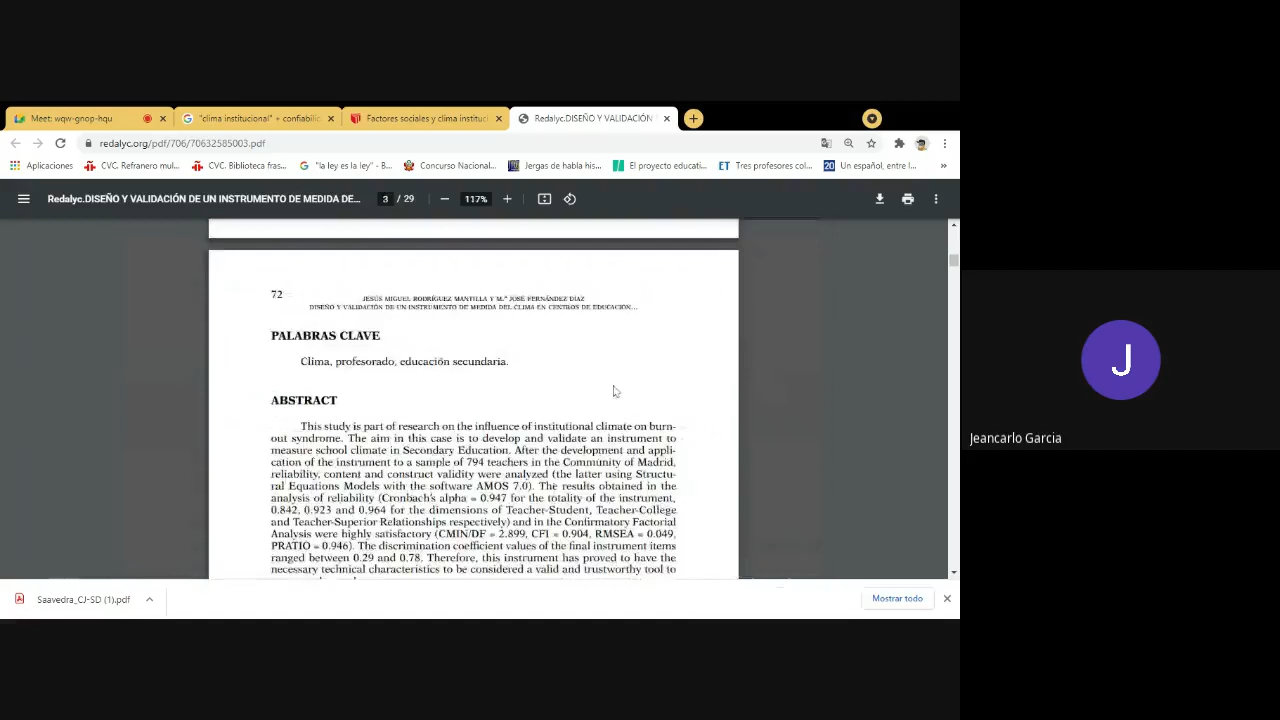 Meet: wqw-gnop-hqu
"clima institucional" + confiabilid
Factores sociales y clima instituci
Redalyc.DISEÑO Y VALIDACIÓN
redalyc.org/pdf/706/70632585003.pdf
Aplicaciones
CVC. Refranero mul...
CVC. Biblioteca fras...
"la ley es la ley" - B...
Concurso Nacional...
Jergas de habla his...
El proyecto educati...
ET Tres profesores col...
20 Un español, entre l...
»
Redalyc.DISEÑO Y VALIDACIÓN DE UN INSTRUMENTO DE MEDIDA DE...
3 / 29
117%
72
JESÚS MIGUEL RODRÍGUEZ MANTILLA Y M.ª JOSÉ FERNÁNDEZ DÍAZ
DISEÑO Y VALIDACIÓN DE UN INSTRUMENTO DE MEDIDA DEL CLIMA EN CENTROS DE EDUCACIÓN...
PALABRAS CLAVE
Clima, profesorado, educación secundaria.
ABSTRACT
This study is part of research on the influence of institutional climate on burn-
out syndrome. The aim in this case is to develop and validate an instrument to
measure school climate in Secondary Education. After the development and appli-
cation of the instrument to a sample of 794 teachers in the Community of Madrid,
reliability, content and construct validity were analyzed (the latter using Structu-
ral Equations Models with the software AMOS 7.0). The results obtained in the
analysis of reliability (Cronbach's alpha = 0.947 for the totality of the instrument,
0.842, 0.923 and 0.964 for the dimensions of Teacher-Student, Teacher-College
and Teacher-Superior Relationships respectively) and in the Confirmatory Factorial
Analysis were highly satisfactory (CMIN/DF = 2.899, CFI = 0.904, RMSEA = 0.049,
PRATIO = 0.946). The discrimination coefficient values of the final instrument items
ranged between 0.29 and 0.78. Therefore, this instrument has proved to have the
necessary technical characteristics to be considered a valid and trustworthy tool to
Saavedra_CJ-SD (1).pdf
Mostrar todo
J
Jeancarlo Garcia